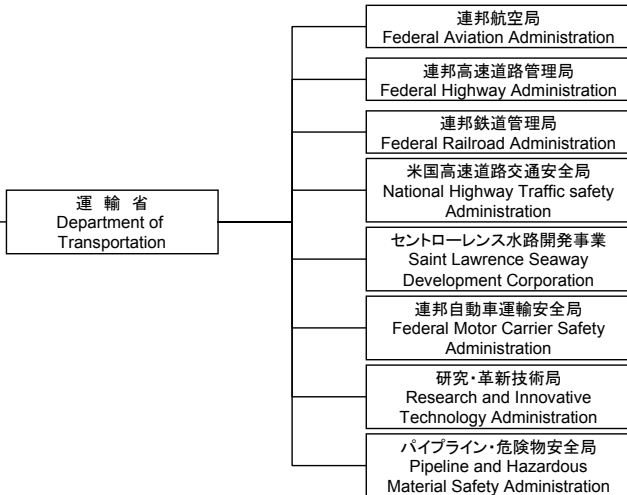 連邦航空局
Federal Aviation Administration
連邦高速道路管理局
Federal Highway Administration
連邦鉄道管理局
Federal Railroad Administration
米国高速道路交通安全局
National Highway Traffic safety
Administration
運 輸 省
Department of
Transportation
セントローレンス水路開発事業
Saint Lawrence Seaway
Development Corporation
連邦自動車運輸安全局
Federal Motor Carrier Safety
Administration
研究・革新技術局
Research and Innovative
Technology Administration
パイプライン・危険物安全局
Pipeline and Hazardous
Material Safety Administration